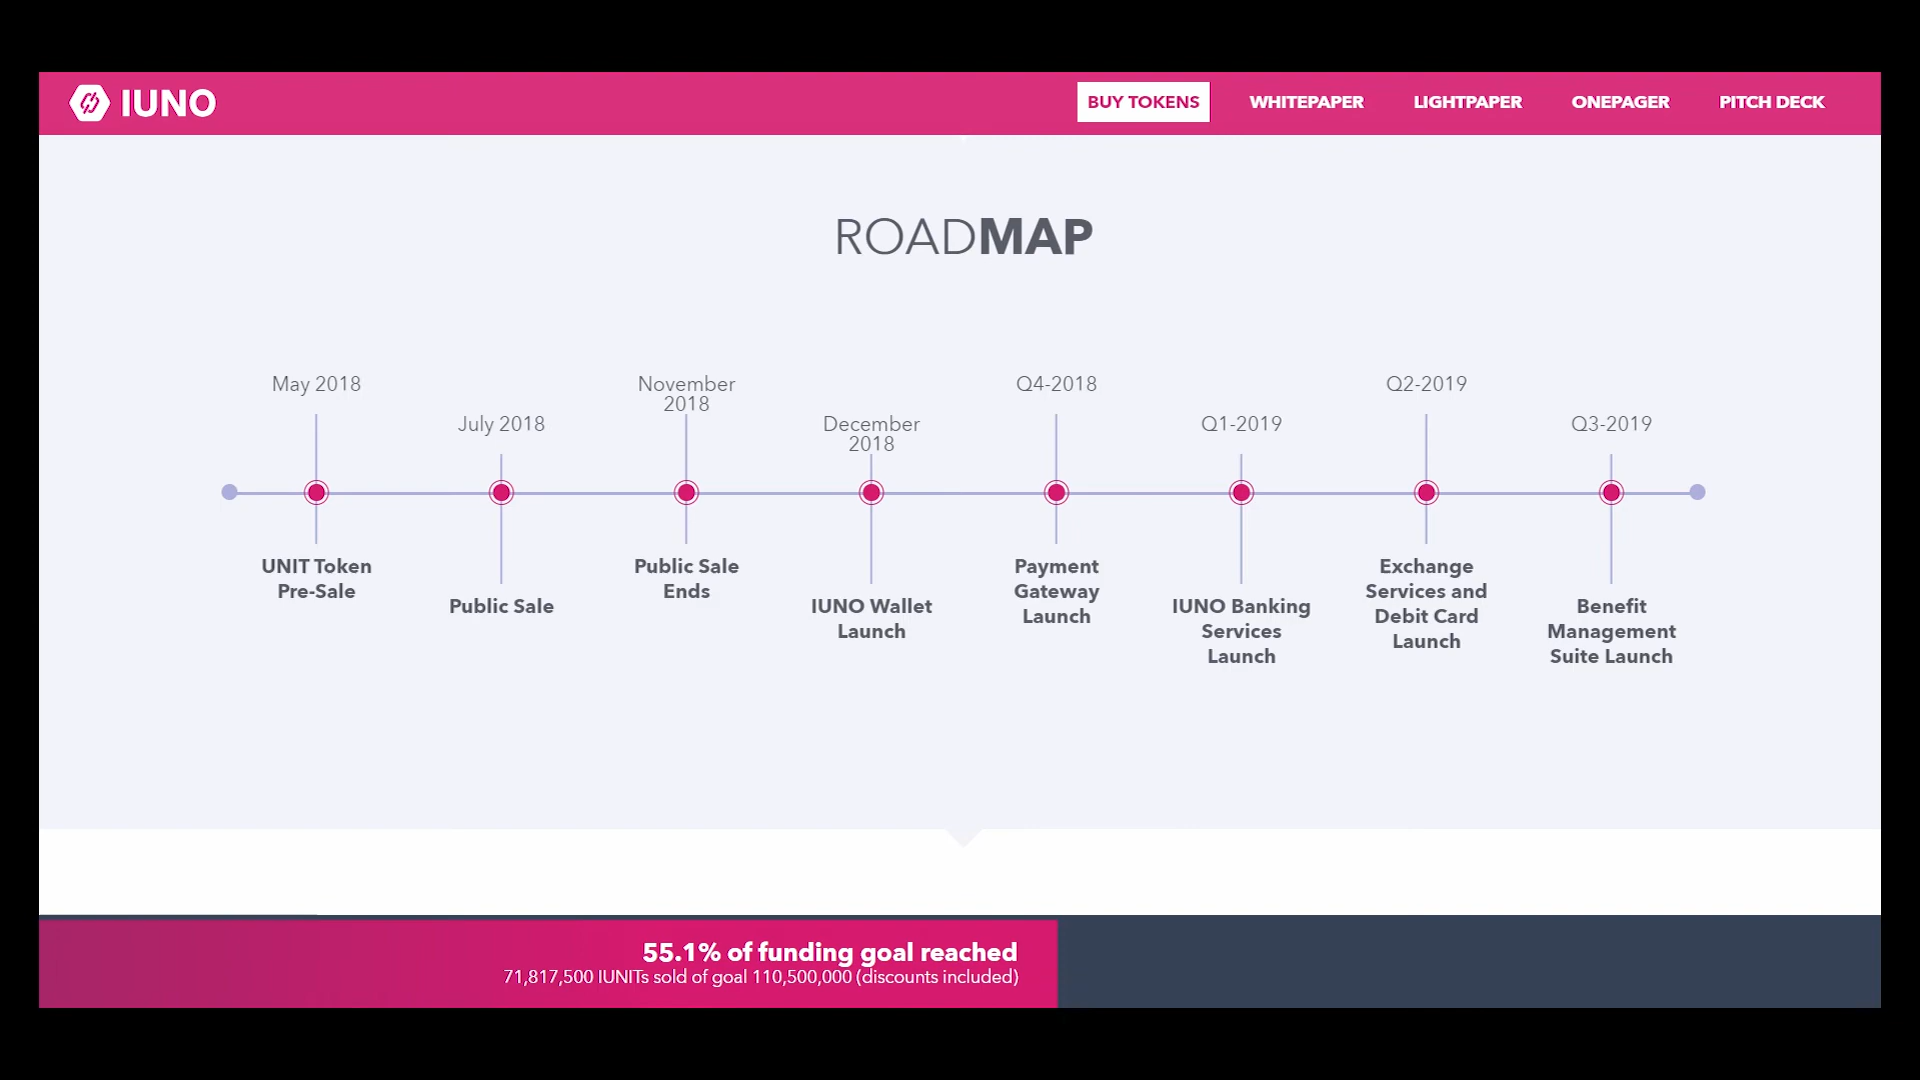 IUNO
BUY TOKENS
WHITEPAPER
LIGHTPAPER
ONEPAGER
PITCH DECK
ROADMAP
May 2018
UNIT Token
Pre-Sale
July 2018
Public Sale
November
2018
Public Sale
Ends
December
2018
IUNO Wallet
Launch
Q4-2018
Payment
Gateway
Launch
Q1-2019
IUNO Banking
Services
Launch
Q2-2019
Exchange
Services and
Debit Card
Launch
Q3-2019
Benefit
Management
Suite Launch
55.1% of funding goal reached
71,817,500 IUNITs sold of goal 110,500,000 (discounts included)